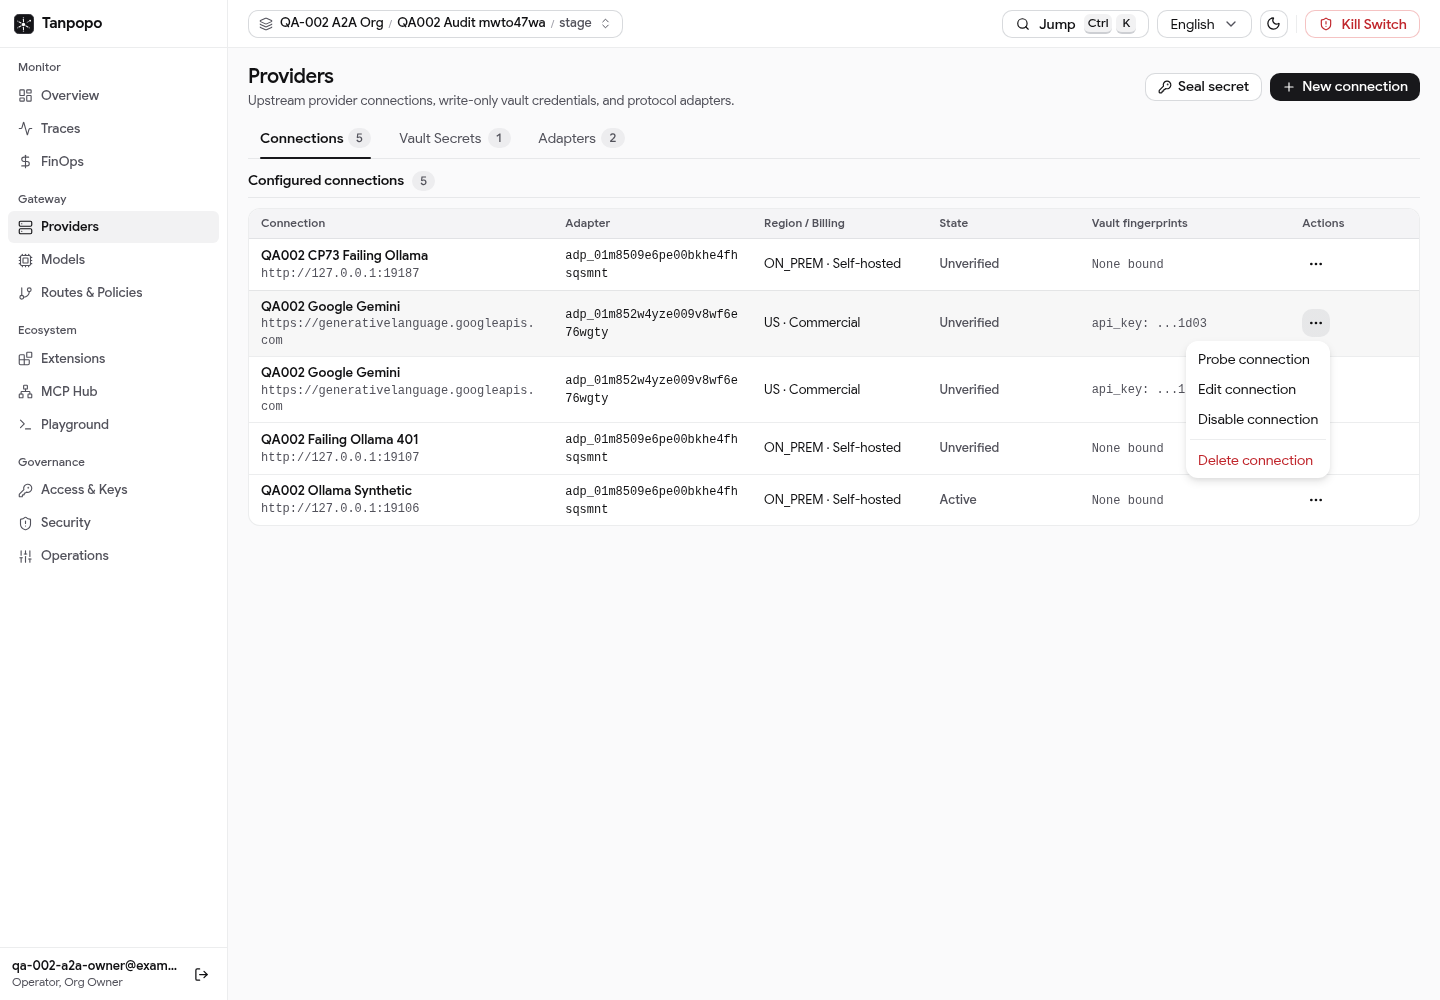 Tanpopo
QA-002 A2A Org / QA002 Audit mwto47wa / stage
Jump Ctrl K
English
Kill Switch
Monitor
Overview
Traces
FinOps
Gateway
Providers
Models
Routes & Policies
Ecosystem
Extensions
MCP Hub
Playground
Governance
Access & Keys
Security
Operations
qa-002-a2a-owner@exam...
Operator, Org Owner
Providers
Upstream provider connections, write-only vault credentials, and protocol adapters.
Seal secret
New connection
Connections 5
Vault Secrets 1
Adapters 2
Configured connections 5
Connection Adapter Region / Billing State Vault fingerprints Actions
QA002 CP73 Failing Ollama
http://127.0.0.1:19187
adp_01m8509e6pe00bkhe4fh
sqsmnt
ON_PREM · Self-hosted
Unverified
None bound
QA002 Google Gemini
https://generativelanguage.googleapis.
com
adp_01m852w4yze009v8wf6e
76wgty
US · Commercial
Unverified
api_key: ...1d03
QA002 Google Gemini
https://generativelanguage.googleapis.
com
adp_01m852w4yze009v8wf6e
76wgty
US · Commercial
Unverified
api_key: ...1
QA002 Failing Ollama 401
http://127.0.0.1:19107
adp_01m8509e6pe00bkhe4fh
sqsmnt
ON_PREM · Self-hosted
Unverified
None bound
QA002 Ollama Synthetic
http://127.0.0.1:19106
adp_01m8509e6pe00bkhe4fh
sqsmnt
ON_PREM · Self-hosted
Active
None bound
Probe connection
Edit connection
Disable connection
Delete connection